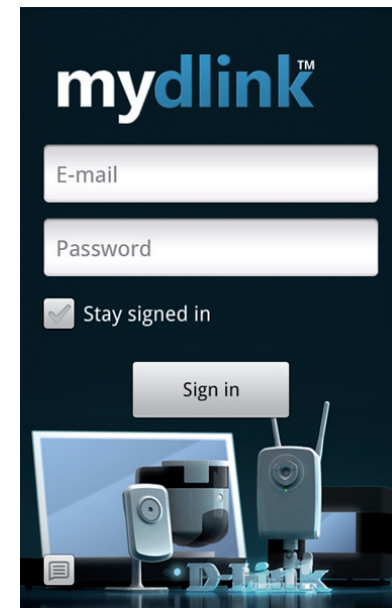 mydlink™
E-mail
Password
Stay signed in
Sign in
D-Link